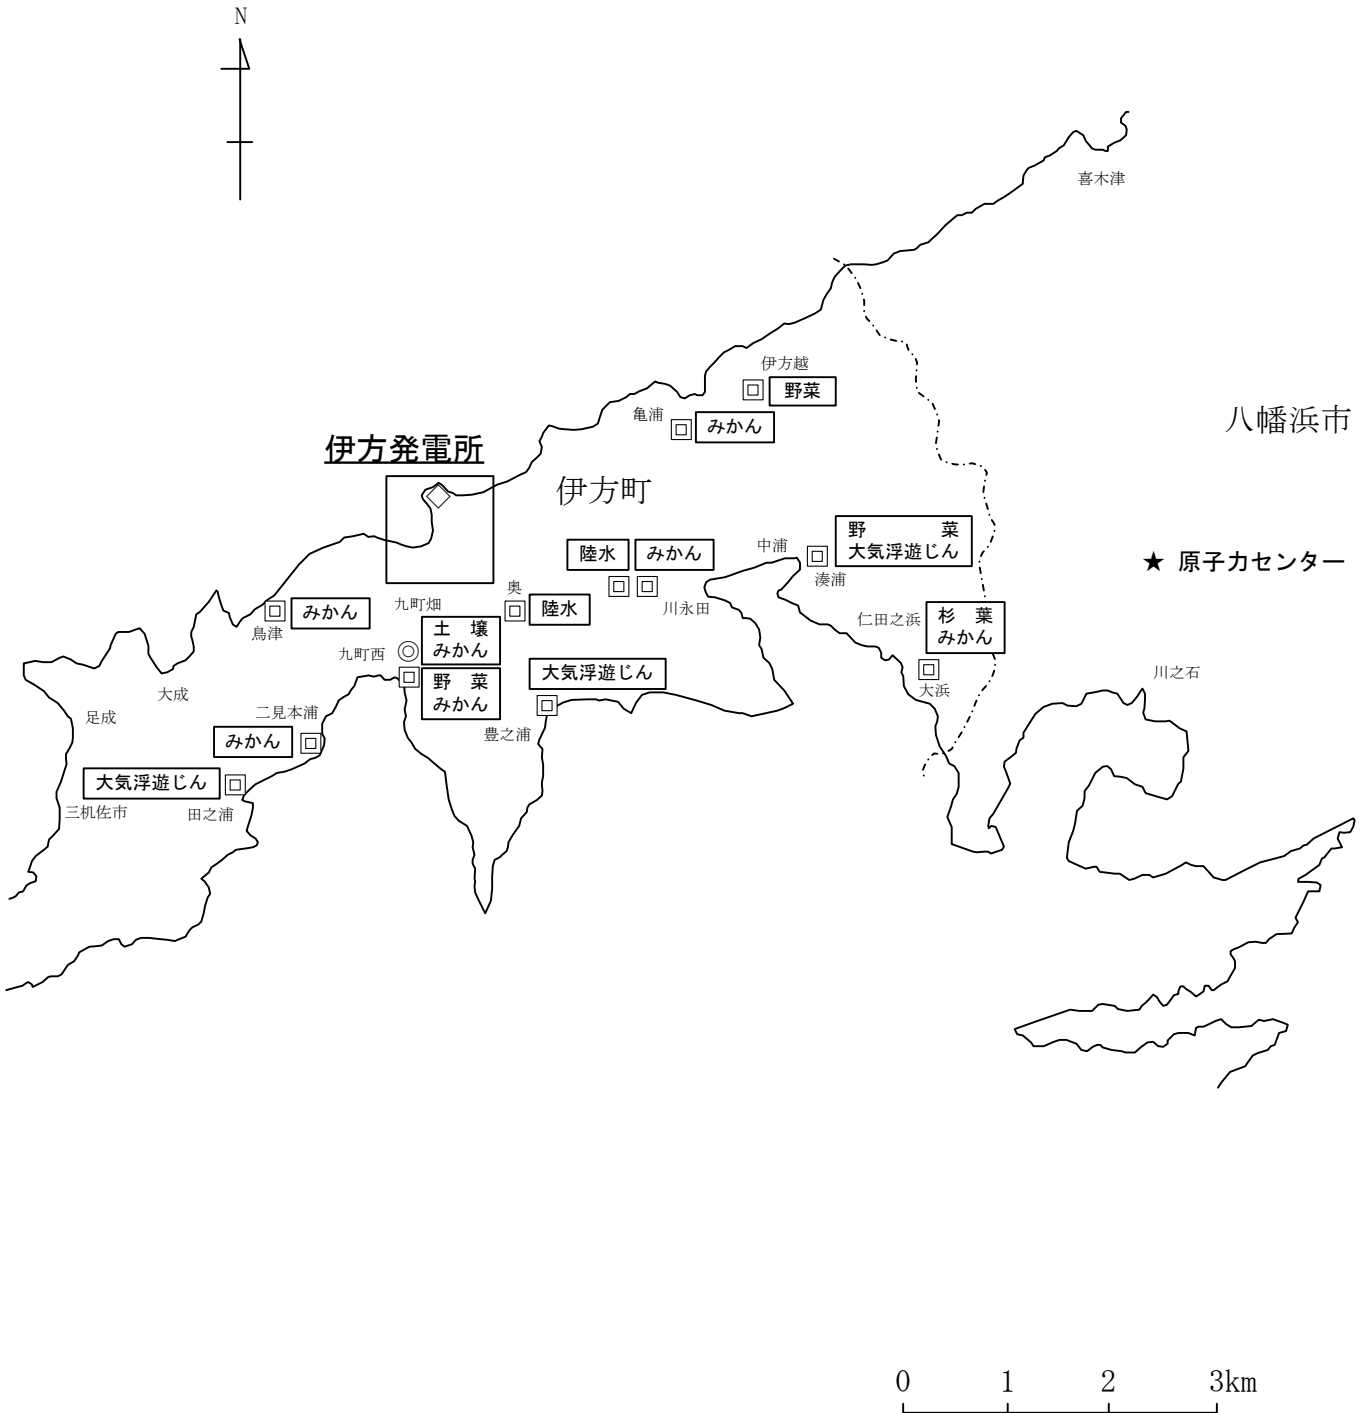 N
喜木津
伊方越
野菜
亀浦
みかん
八幡浜市
伊方発電所
伊方町
野　菜
大気浮遊じん
中浦
湊浦
★ 原子力センター
陸水
みかん
川永田
奥
陸水
九町畑
みかん
鳥津
土　壌
みかん
九町西
野　菜
みかん
仁田之浜
杉　葉
みかん
大浜
川之石
大気浮遊じん
豊之浦
大成
足成
二見本浦
みかん
大気浮遊じん
三机佐市
田之浦
0 1 2 3km